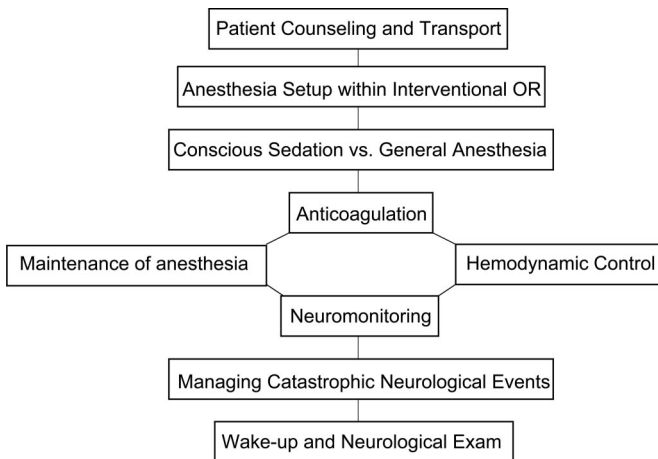 Patient Counseling and Transport
Anesthesia Setup within Interventional OR
Conscious Sedation vs. General Anesthesia
Anticoagulation
Maintenance of anesthesia
Hemodynamic Control
Neuromonitoring
Managing Catastrophic Neurological Events
Wake-up and Neurological Exam